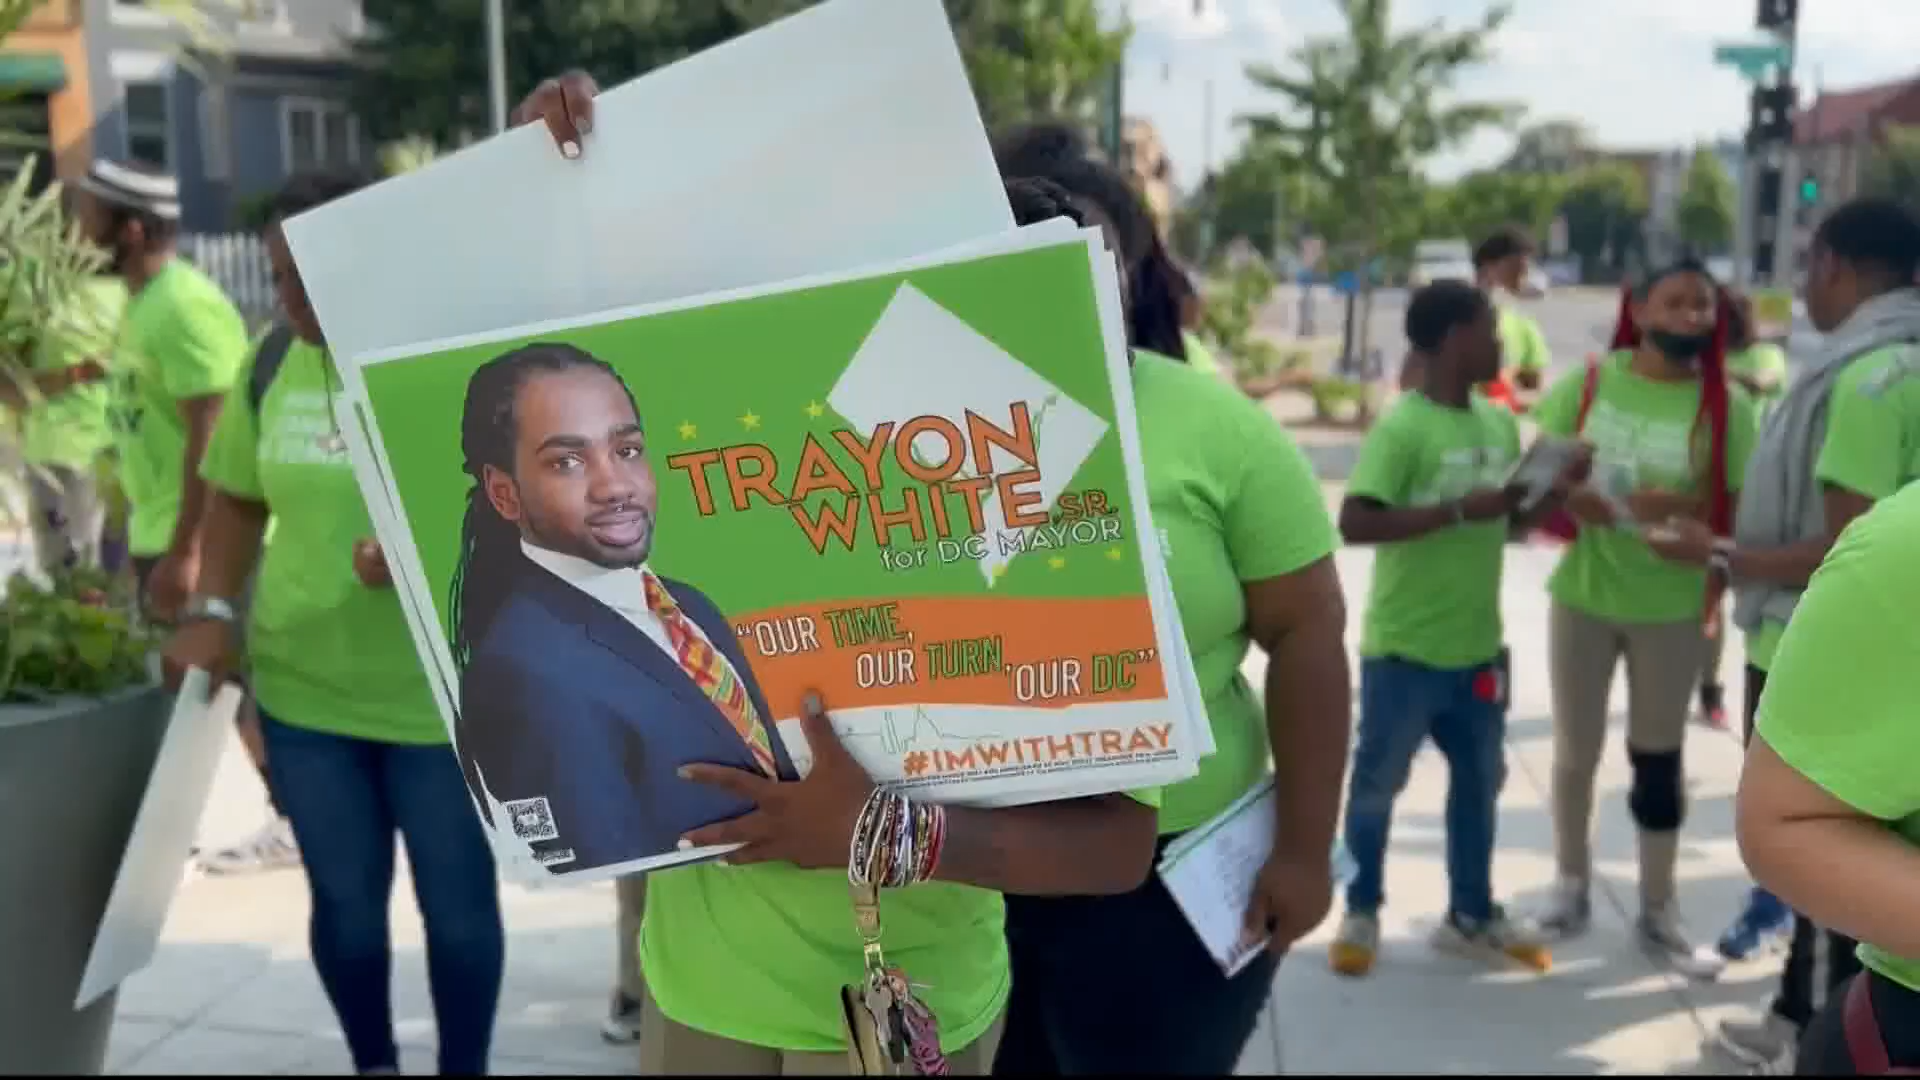 TRAYON
WHITE, SR.
for DC MAYOR
"OUR TIME,
OUR TURN, OUR DC"
#IMWITHTRAY